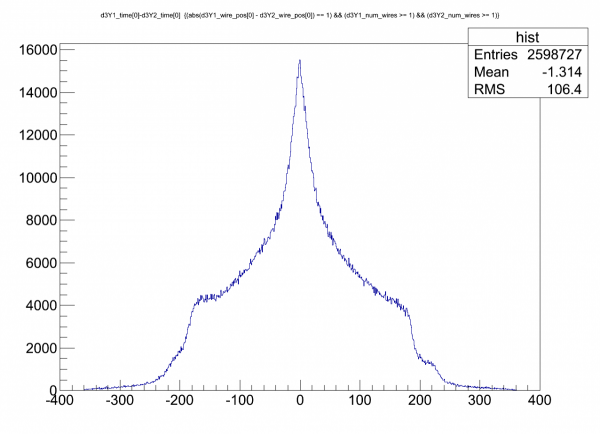 d3Y1_time[0]-d3Y2_time[0] ((abs(d3Y1_wire_pos[0] - d3Y2_wire_pos[0]) == 1) && (d3Y1_num_wires >= 1) && (d3Y2_num_wires >= 1))
hist
Entries 2598727
Mean -1.314
RMS 106.4
16000
14000
12000
10000
8000
6000
4000
2000
0
-400 -300 -200 -100 0 100 200 300 400